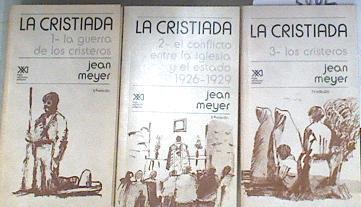 LA CRISTIADA
1- la guerra
de los cristeros
jean
meyer
LA CRISTIADA
2- el conflicto
entre la iglesia
y el estado
1926-1929
jean
meyer
LA CRISTIADA
3- los cristeros
jean
meyer